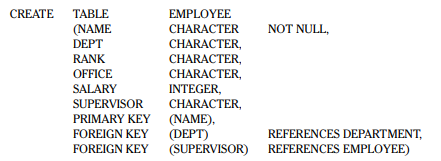 CREATE TABLE EMPLOYEE
(NAME CHARACTER NOT NULL,
DEPT CHARACTER,
RANK CHARACTER,
OFFICE CHARACTER,
SALARY INTEGER,
SUPERVISOR CHARACTER,
PRIMARY KEY (NAME),
FOREIGN KEY (DEPT) REFERENCES DEPARTMENT,
FOREIGN KEY (SUPERVISOR) REFERENCES EMPLOYEE)